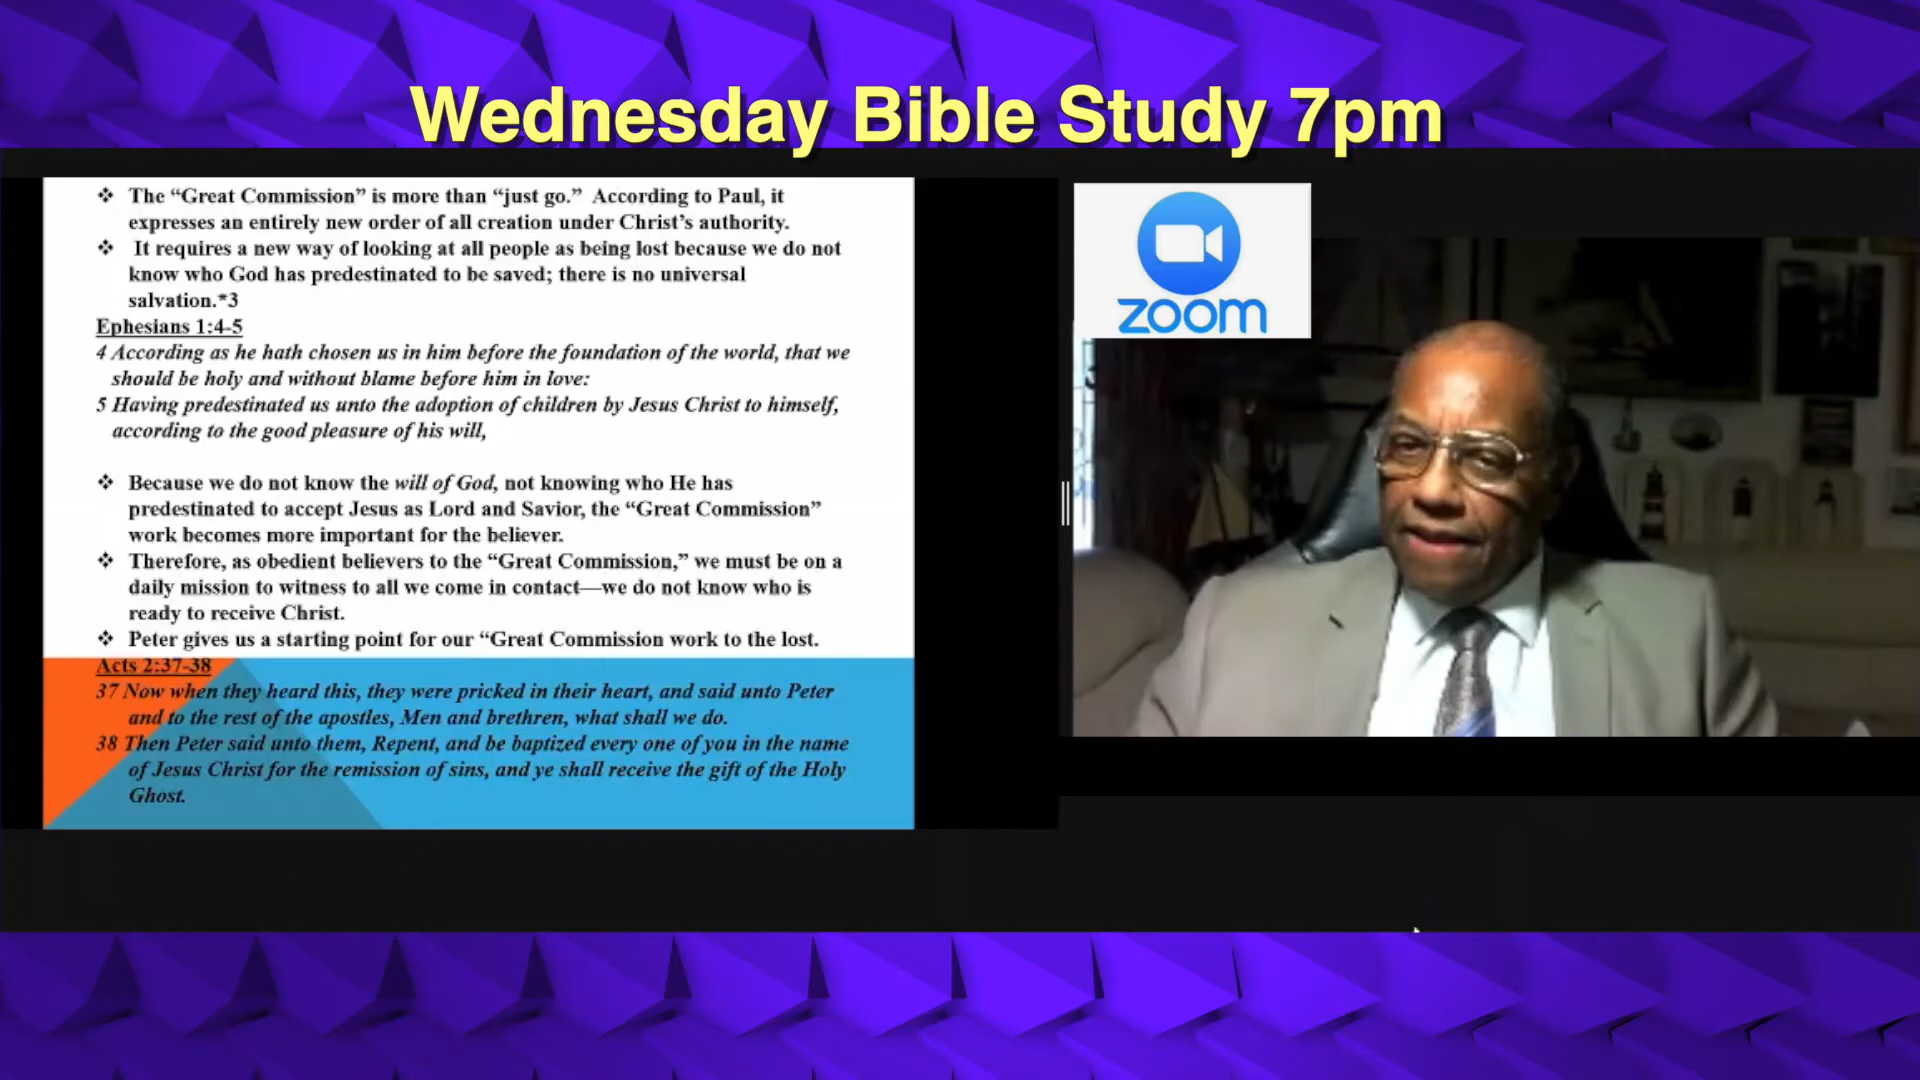 Wednesday Bible Study 7pm
❖ The “Great Commission” is more than “just go.” According to Paul, it
expresses an entirely new order of all creation under Christ’s authority.
❖ It requires a new way of looking at all people as being lost because we do not
know who God has predestinated to be saved; there is no universal
salvation.*3
Ephesians 1:4-5
4 According as he hath chosen us in him before the foundation of the world, that we
should be holy and without blame before him in love:
5 Having predestinated us unto the adoption of children by Jesus Christ to himself,
according to the good pleasure of his will,
❖ Because we do not know the will of God, not knowing who He has
predestinated to accept Jesus as Lord and Savior, the “Great Commission”
work becomes more important for the believer.
❖ Therefore, as obedient believers to the “Great Commission,” we must be on a
daily mission to witness to all we come in contact—we do not know who is
ready to receive Christ.
❖ Peter gives us a starting point for our “Great Commission work to the lost.
Acts 2:37-38
37 Now when they heard this, they were pricked in their heart, and said unto Peter
and to the rest of the apostles, Men and brethren, what shall we do.
38 Then Peter said unto them, Repent, and be baptized every one of you in the name
of Jesus Christ for the remission of sins, and ye shall receive the gift of the Holy
Ghost.
zoom